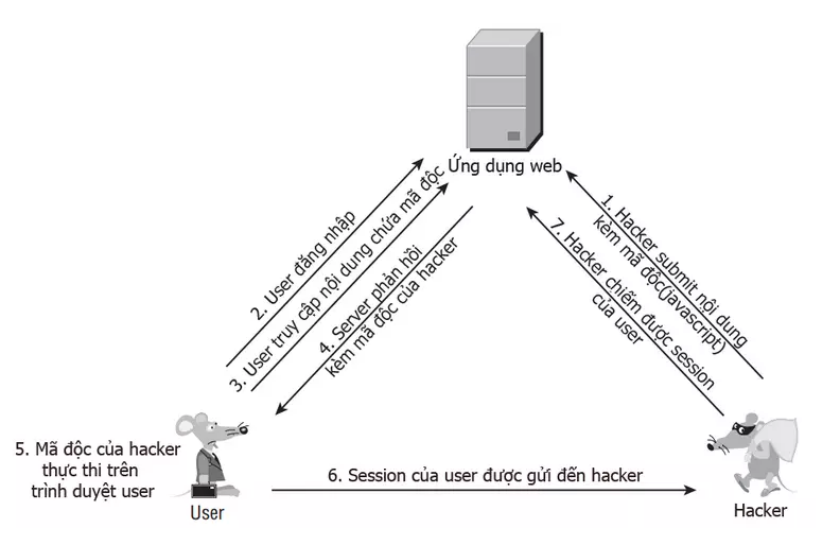 Ứng dụng web
1. Hacker submit nội dung
kèm mã độc(javascript)
2. User đăng nhập
3. User truy cập nội dung chứa mã độc
4. Server phản hồi
kèm mã độc của hacker
5. Mã độc của hacker
thực thi trên
trình duyệt user
6. Session của user được gửi đến hacker
7. Hacker chiếm được session
của user
User
Hacker